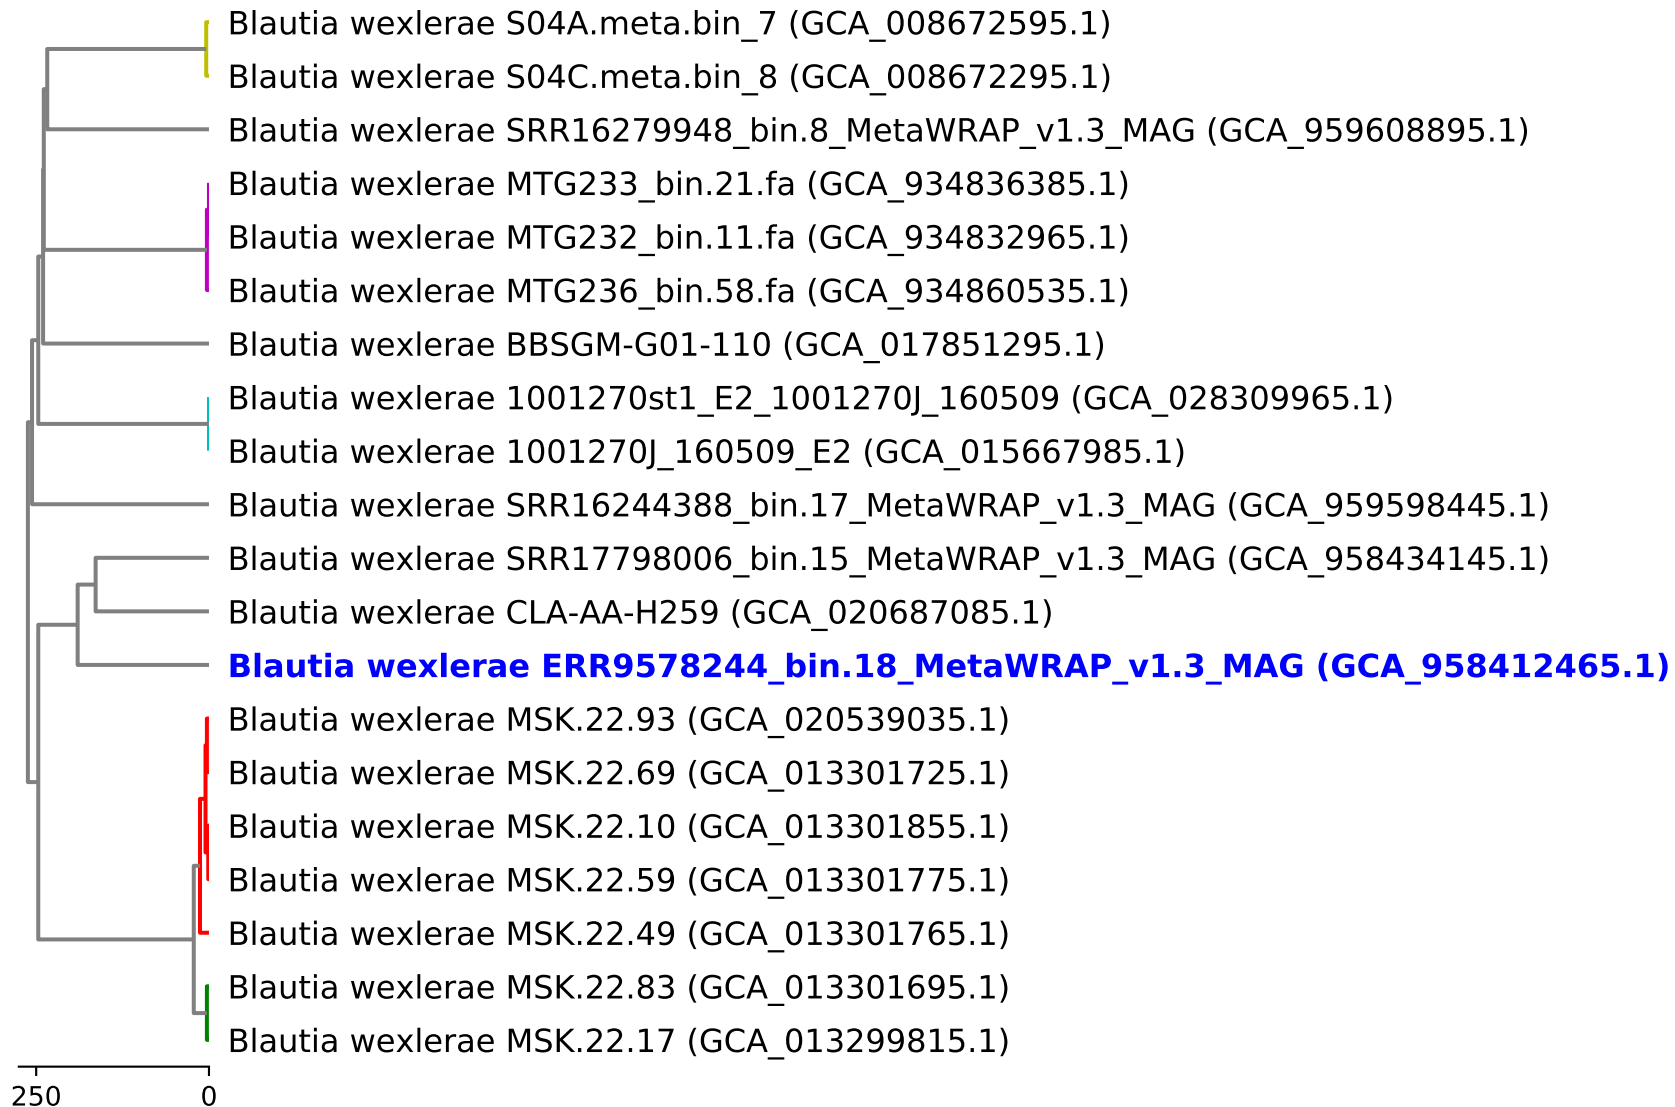 Blautia wexlerae S04A.meta.bin_7 (GCA_008672595.1)
Blautia wexlerae S04C.meta.bin_8 (GCA_008672295.1)
Blautia wexlerae SRR16279948_bin.8_MetaWRAP_v1.3_MAG (GCA_959608895.1)
Blautia wexlerae MTG233_bin.21.fa (GCA_934836385.1)
Blautia wexlerae MTG232_bin.11.fa (GCA_934832965.1)
Blautia wexlerae MTG236_bin.58.fa (GCA_934860535.1)
Blautia wexlerae BBSGM-G01-110 (GCA_017851295.1)
Blautia wexlerae 1001270st1_E2_1001270J_160509 (GCA_028309965.1)
Blautia wexlerae 1001270J_160509_E2 (GCA_015667985.1)
Blautia wexlerae SRR16244388_bin.17_MetaWRAP_v1.3_MAG (GCA_959598445.1)
Blautia wexlerae SRR17798006_bin.15_MetaWRAP_v1.3_MAG (GCA_958434145.1)
Blautia wexlerae CLA-AA-H259 (GCA_020687085.1)
Blautia wexlerae ERR9578244_bin.18_MetaWRAP_v1.3_MAG (GCA_958412465.1)
Blautia wexlerae MSK.22.93 (GCA_020539035.1)
Blautia wexlerae MSK.22.69 (GCA_013301725.1)
Blautia wexlerae MSK.22.10 (GCA_013301855.1)
Blautia wexlerae MSK.22.59 (GCA_013301775.1)
Blautia wexlerae MSK.22.49 (GCA_013301765.1)
Blautia wexlerae MSK.22.83 (GCA_013301695.1)
Blautia wexlerae MSK.22.17 (GCA_013299815.1)
250 0